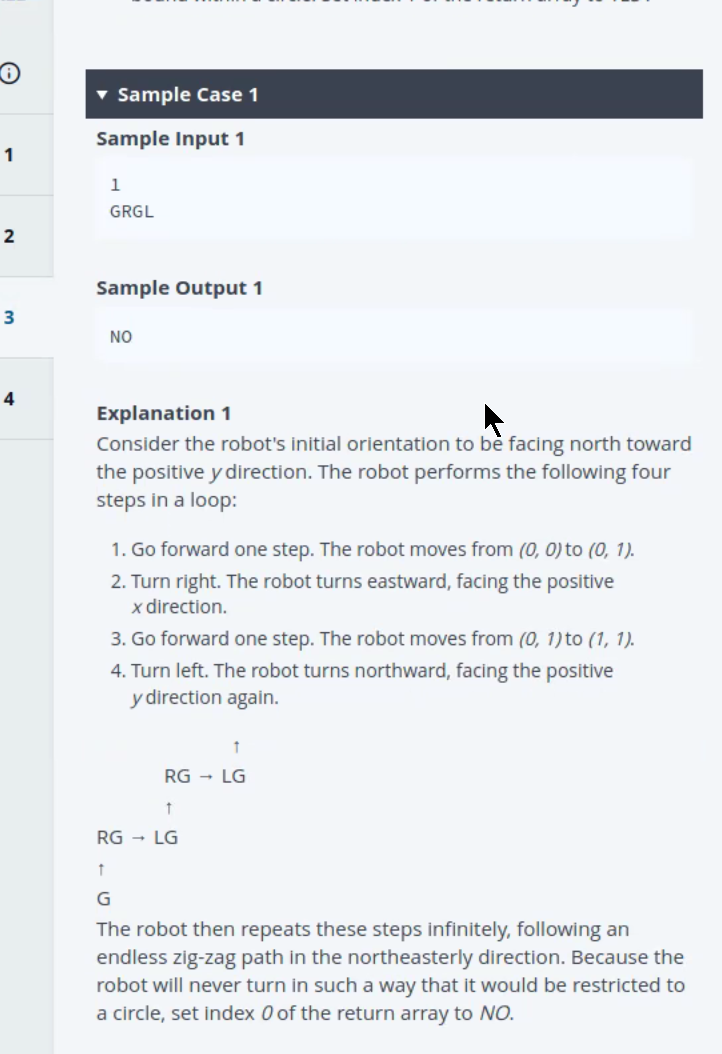 ▼ Sample Case 1
Sample Input 1
1
GRGL
Sample Output 1
NO
Explanation 1
Consider the robot's initial orientation to be facing north toward
the positive y direction. The robot performs the following four
steps in a loop:
1. Go forward one step. The robot moves from (0, 0) to (0, 1).
2. Turn right. The robot turns eastward, facing the positive
x direction.
3. Go forward one step. The robot moves from (0, 1) to (1, 1).
4. Turn left. The robot turns northward, facing the positive
y direction again.
↑
RG → LG
↑
RG → LG
↑
G
The robot then repeats these steps infinitely, following an
endless zig-zag path in the northeasterly direction. Because the
robot will never turn in such a way that it would be restricted to
a circle, set index 0 of the return array to NO.
1
2
3
4